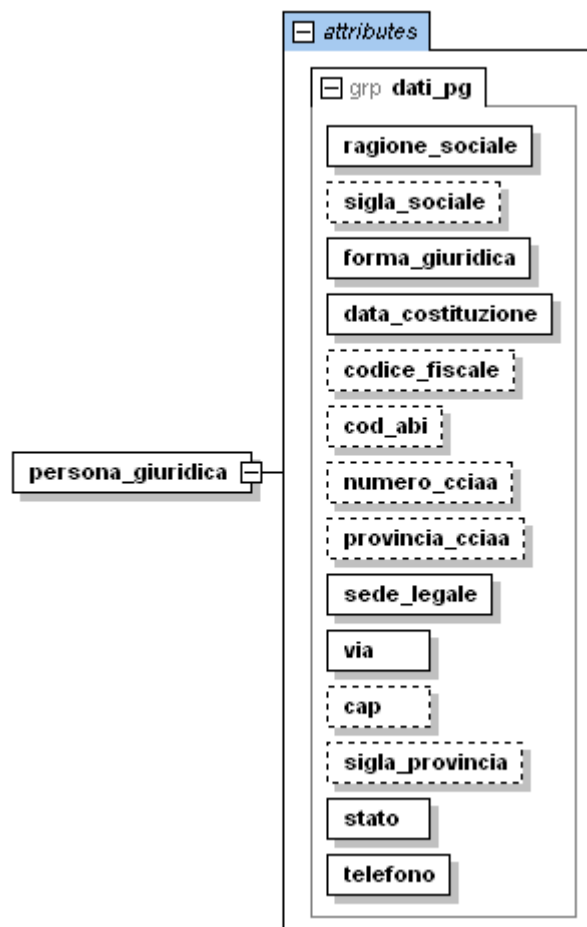 attributes
grp dati_pg
ragione_sociale
sigla_sociale
forma_giuridica
data_costituzione
codice_fiscale
cod_abi
persona_giuridica
numero_cciaa
provincia_cciaa
sede_legale
via
cap
sigla_provincia
stato
telefono